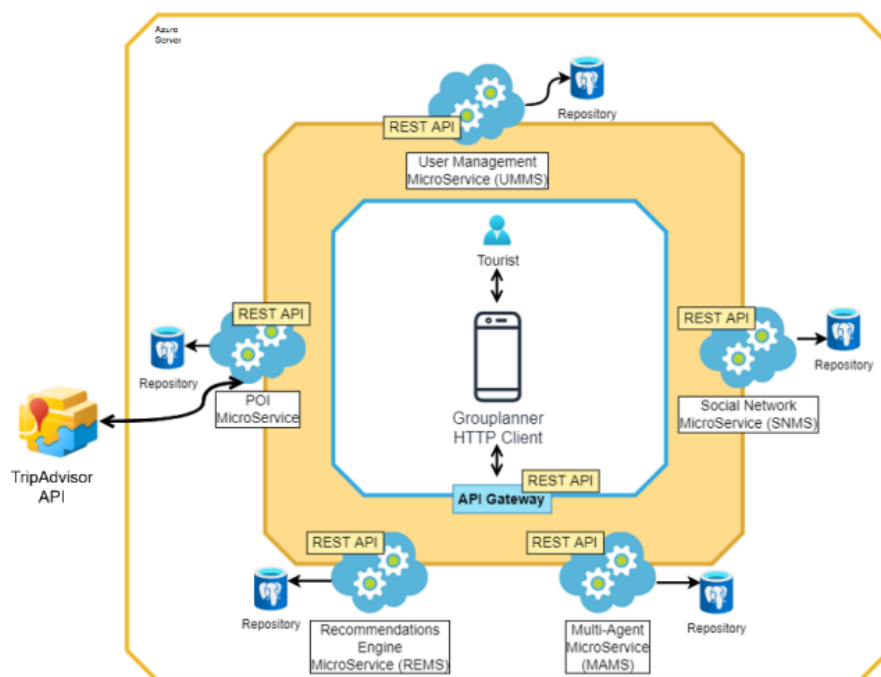 Azure
Server
Repository
REST API
User Management
MicroService (UMMS)
Tourist
REST API
REST API
Repository
Repository
POI
MicroService
Grouplanner
HTTP Client
Social Network
MicroService (SNMS)
TripAdvisor
API
REST API
API Gateway
REST API
REST API
Repository
Recommendations
Engine
MicroService (REMS)
Multi-Agent
MicroService
(MAMS)
Repository